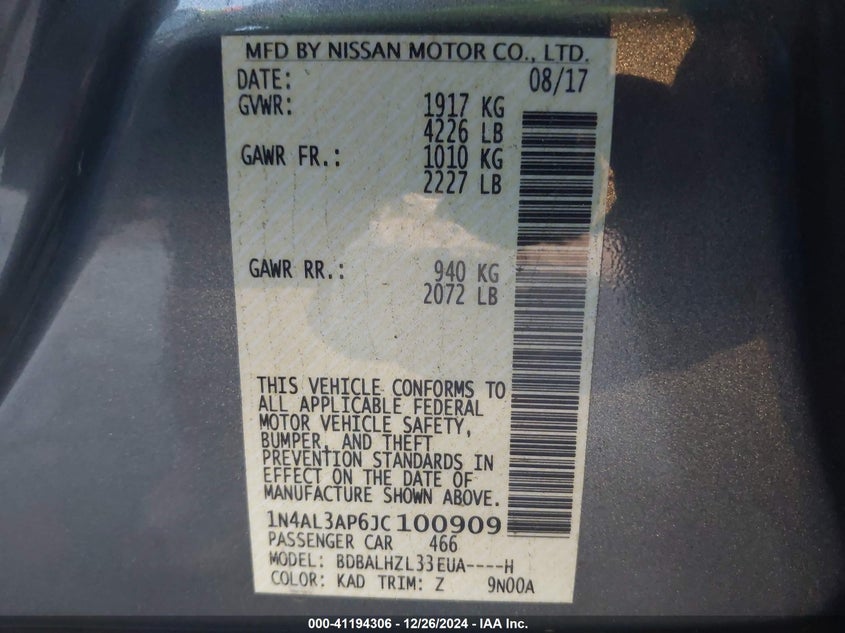 MFD BY NISSAN MOTOR CO., LTD.
DATE: 08/17
GVWR: 1917 KG
4226 LB
GAWR FR.: 1010 KG
2227 LB
GAWR RR.: 940 KG
2072 LB
THIS VEHICLE CONFORMS TO
ALL APPLICABLE FEDERAL
MOTOR VEHICLE SAFETY,
BUMPER, AND THEFT
PREVENTION STANDARDS IN
EFFECT ON THE DATE OF
MANUFACTURE SHOWN ABOVE.
1N4AL3AP6JC100909
PASSENGER CAR 466
MODEL: BDBALHZL33EUA----H
COLOR: KAD TRIM: Z 9N00A
000-41194306 - 12/26/2024 - IAA Inc.